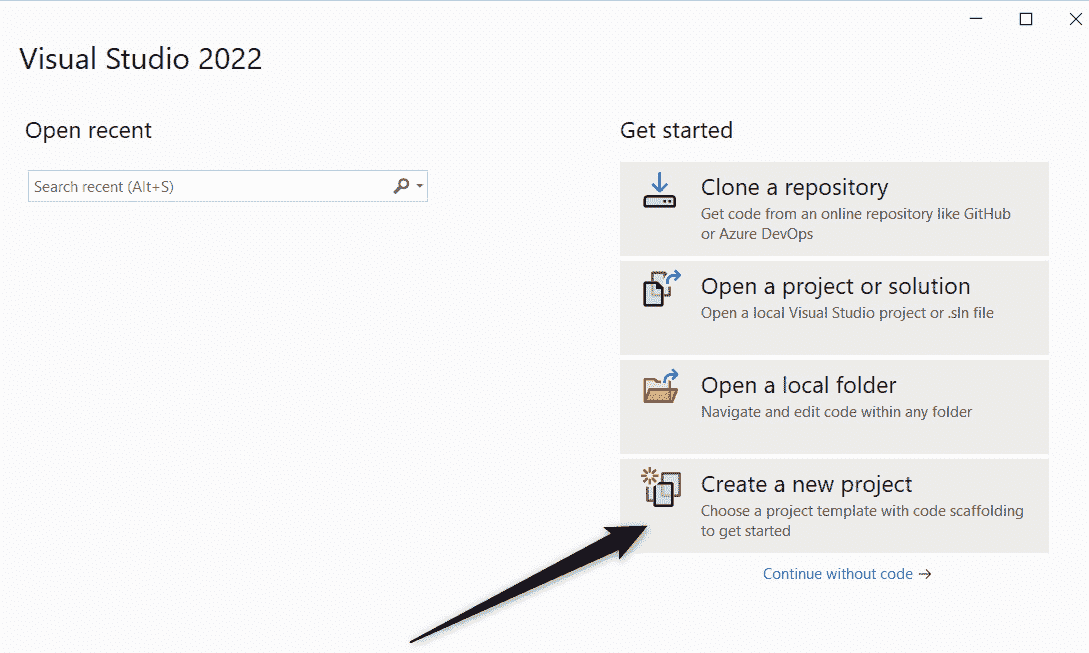 Visual Studio 2022
Open recent
Search recent (Alt+S)
Get started
Clone a repository
Get code from an online repository like GitHub
or Azure DevOps
Open a project or solution
Open a local Visual Studio project or .sln file
Open a local folder
Navigate and edit code within any folder
Create a new project
Choose a project template with code scaffolding
to get started
Continue without code →